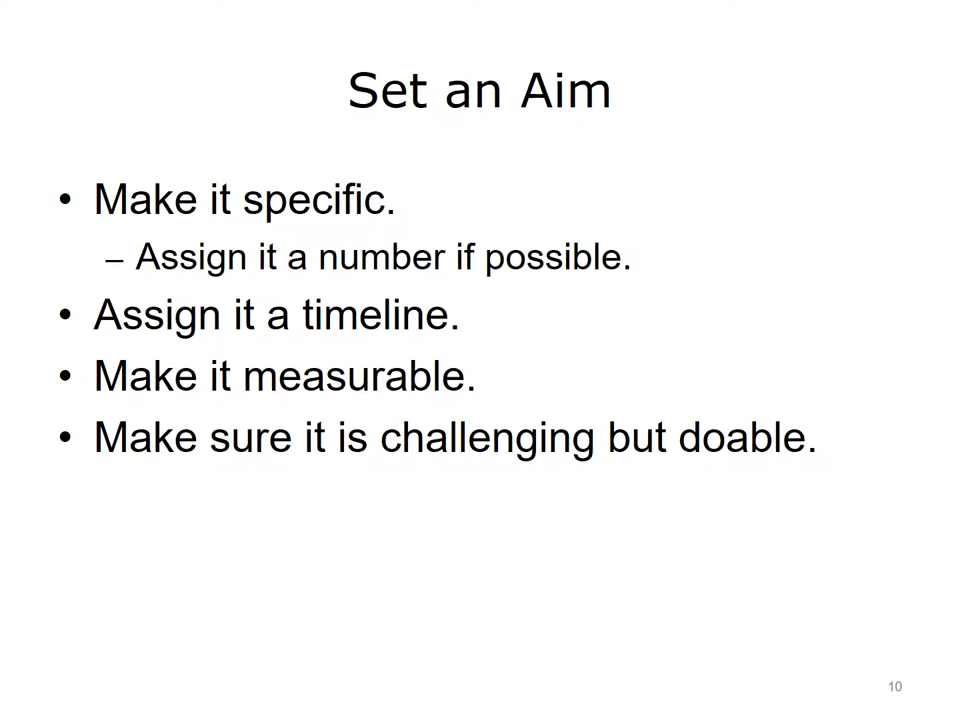 Set an Aim
• Make it specific.
– Assign it a number if possible.
• Assign it a timeline.
• Make it measurable.
• Make sure it is challenging but doable.
10